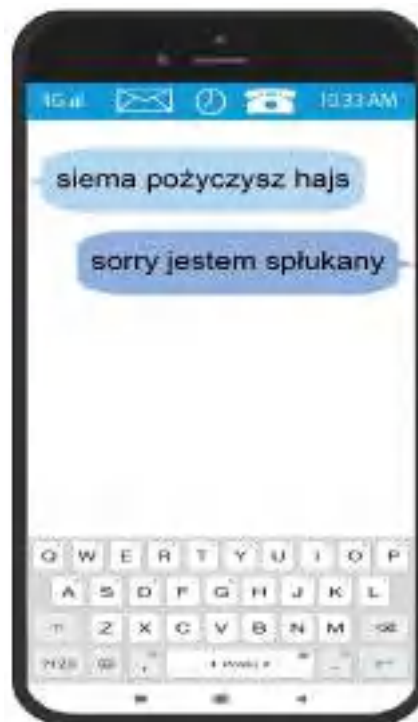 4G 10:33 AM
siema pożyczysz hajs
sorry jestem spłukany
Q W E R T Y U I O P
A S D F G H J K L
Z X C V B N M